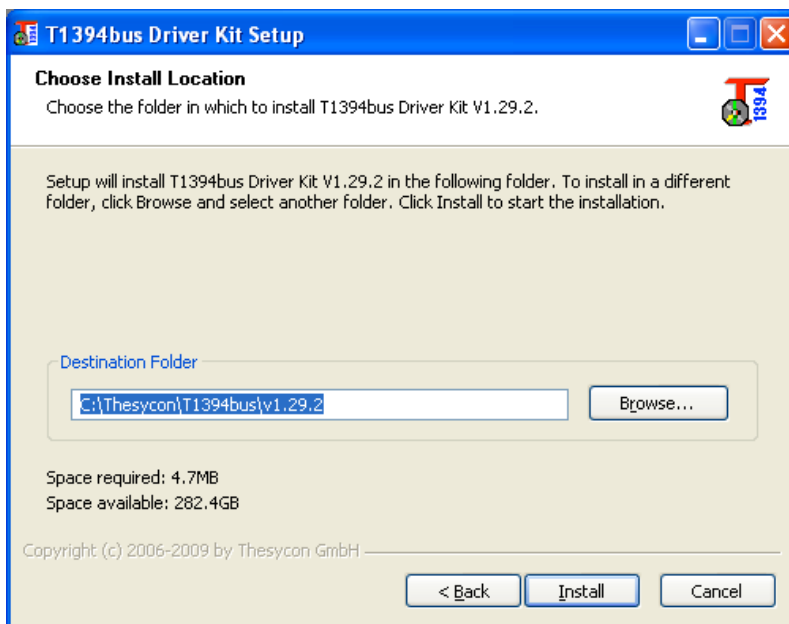 T1394bus Driver Kit Setup
Choose Install Location
Choose the folder in which to install T1394bus Driver Kit V1.29.2.
1394
Setup will install T1394bus Driver Kit V1.29.2 in the following folder. To install in a different
folder, click Browse and select another folder. Click Install to start the installation.
Destination Folder
C:\Thesycon\T1394bus\v1.29.2
Browse...
Space required: 4.7MB
Space available: 282.4GB
Copyright (c) 2006-2009 by Thesycon GmbH
< Back
Install
Cancel